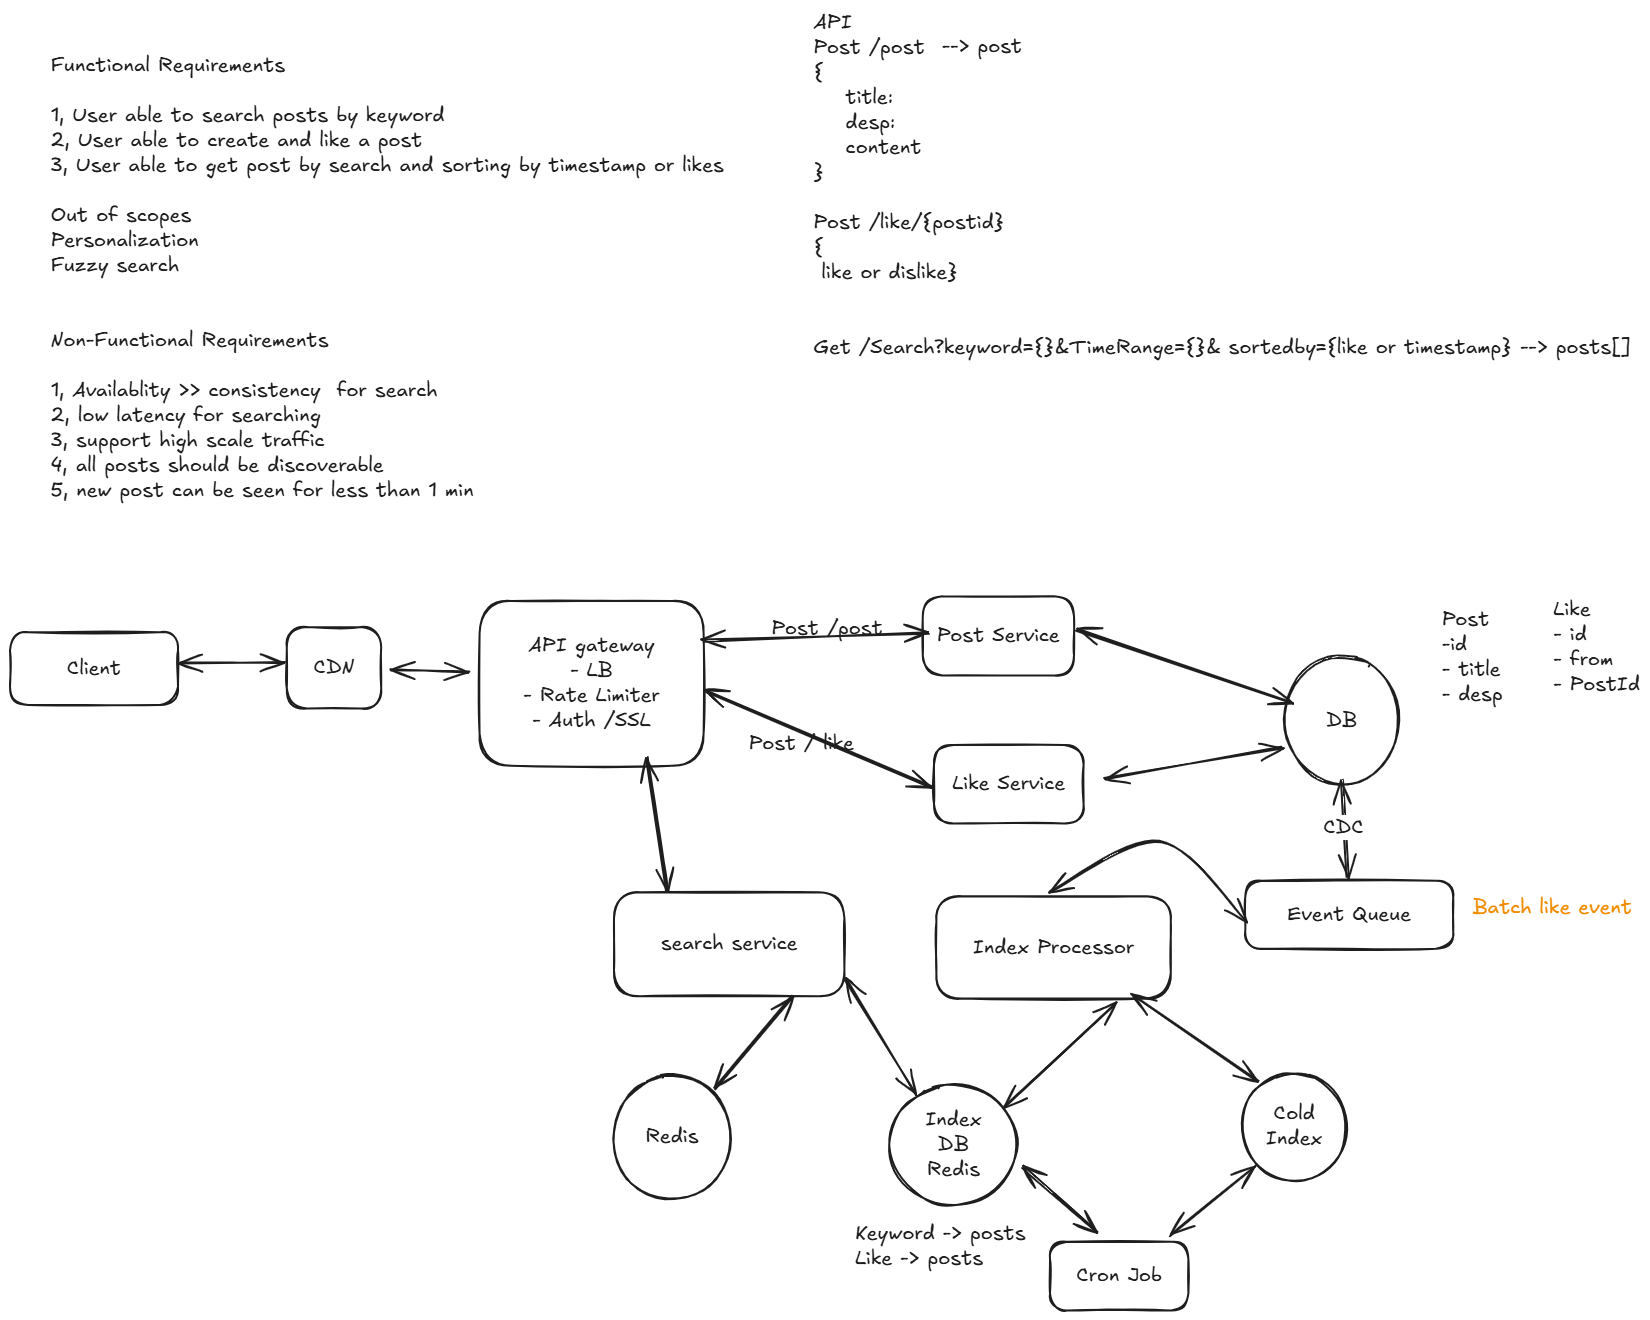 Functional Requirements
1, User able to search posts by keyword
2, User able to create and like a post
3, User able to get post by search and sorting by timestamp or likes
Out of scopes
Personalization
Fuzzy search
Non-Functional Requirements
1, Availablity >> consistency  for search
2, low latency for searching
3, support high scale traffic
4, all posts should be discoverable
5, new post can be seen for less than 1 min
API
Post /post  --> post
{
title:
desp:
content
}
Post /like/{postid}
{
like or dislike}
Get /Search?keyword={}&TimeRange={}& sortedby={like or timestamp} --> posts[]
Client
CDN
API gateway
- LB
- Rate Limiter
- Auth /SSL
Post /post
Post / like
Post Service
Like Service
DB
Post
-id
- title
- desp
Like
- id
- from
- PostId
CDC
Event Queue
Batch like event
search service
Index Processor
Redis
Index
DB
Redis
Cold
Index
Keyword -> posts
Like -> posts
Cron Job